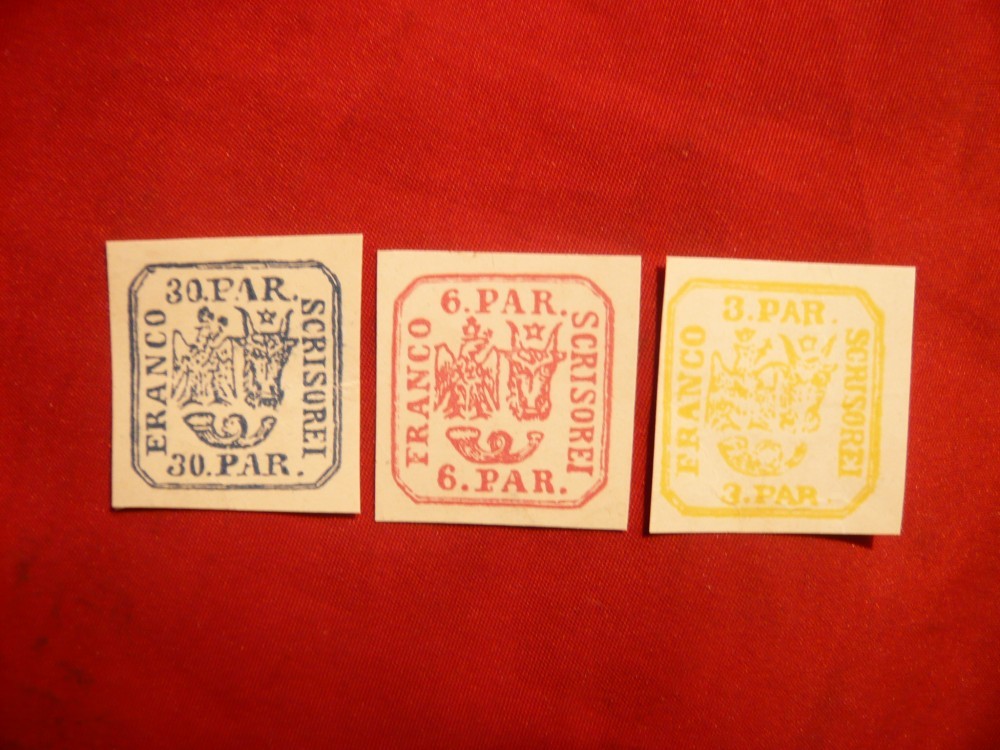 30.PAR.
FRANCO
SCRISOREI
30.PAR.
6.PAR.
FRANCO
SCRISOREI
6.PAR.
3.PAR.
FRANCO
SCRISOREI
3.PAR